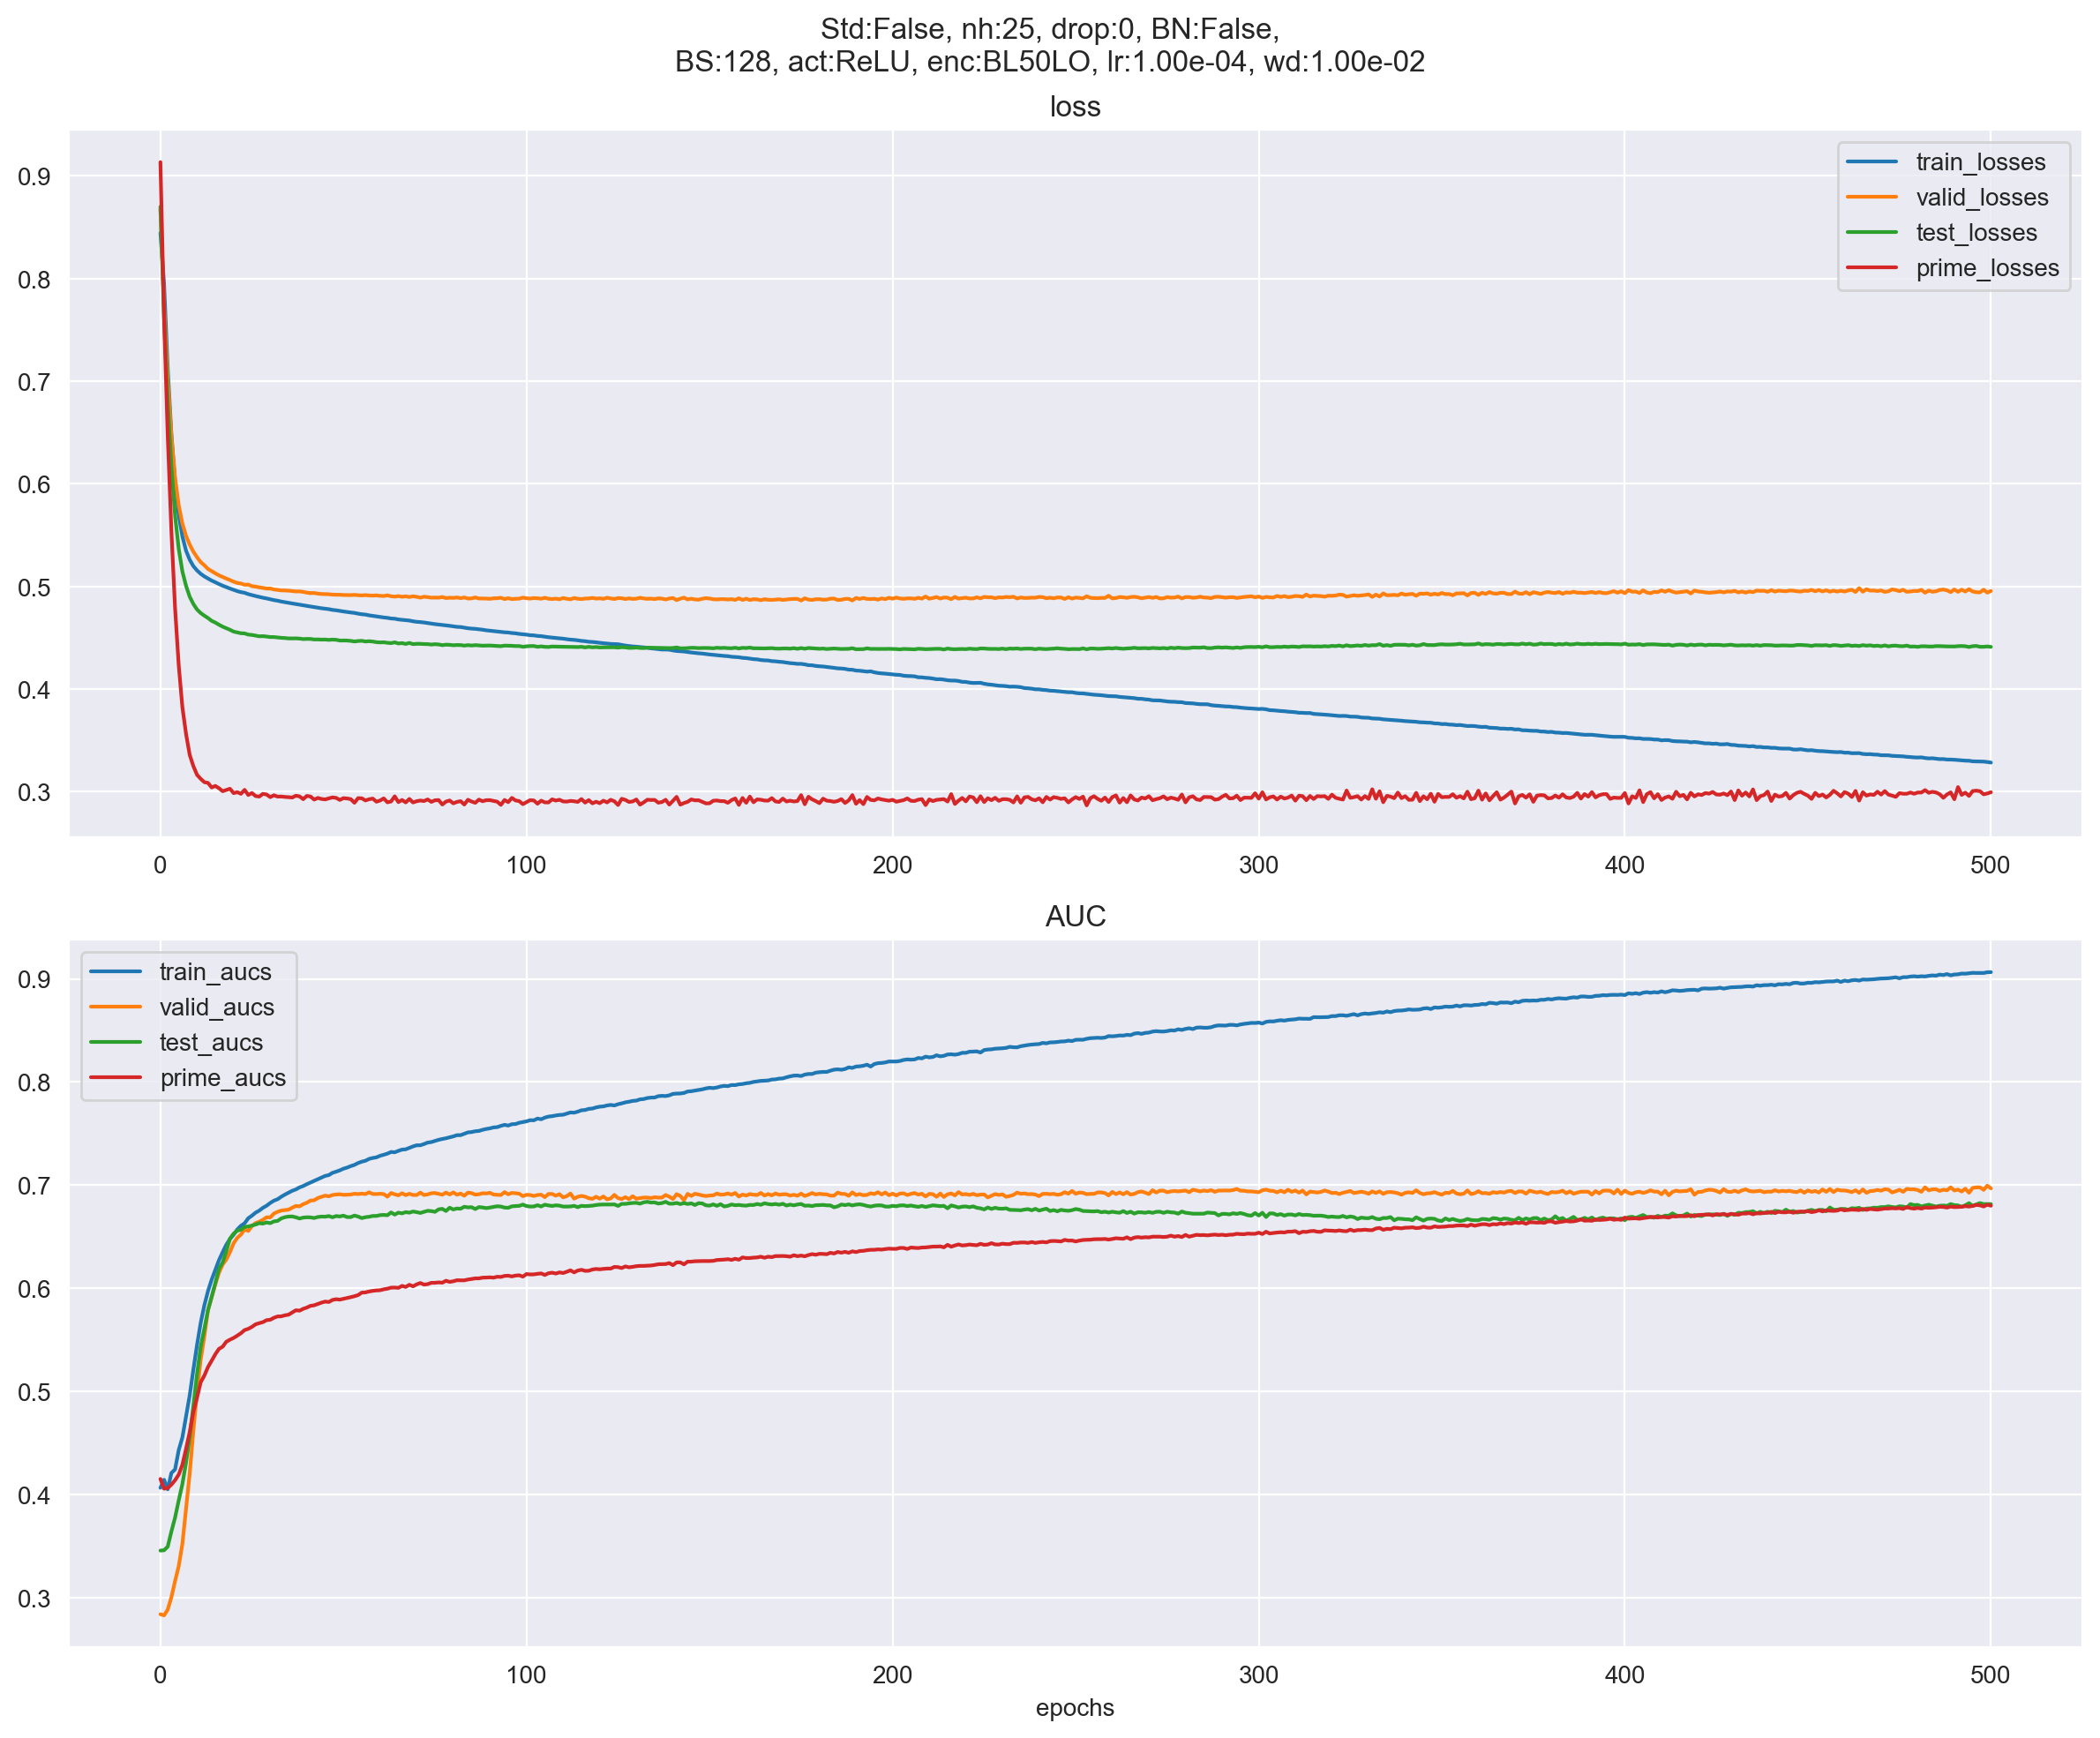 Std:False, nh:25, drop:0, BN:False,
BS:128, act:ReLU, enc:BL50LO, lr:1.00e-04, wd:1.00e-02
loss
0.9
0.8
0.7
0.6
0.5
0.4
0.3
train_losses
valid_losses
test_losses
prime_losses
0 100 200 300 400 500
AUC
0.9
0.8
0.7
0.6
0.5
0.4
0.3
train_aucs
valid_aucs
test_aucs
prime_aucs
0 100 200 300 400 500
epochs